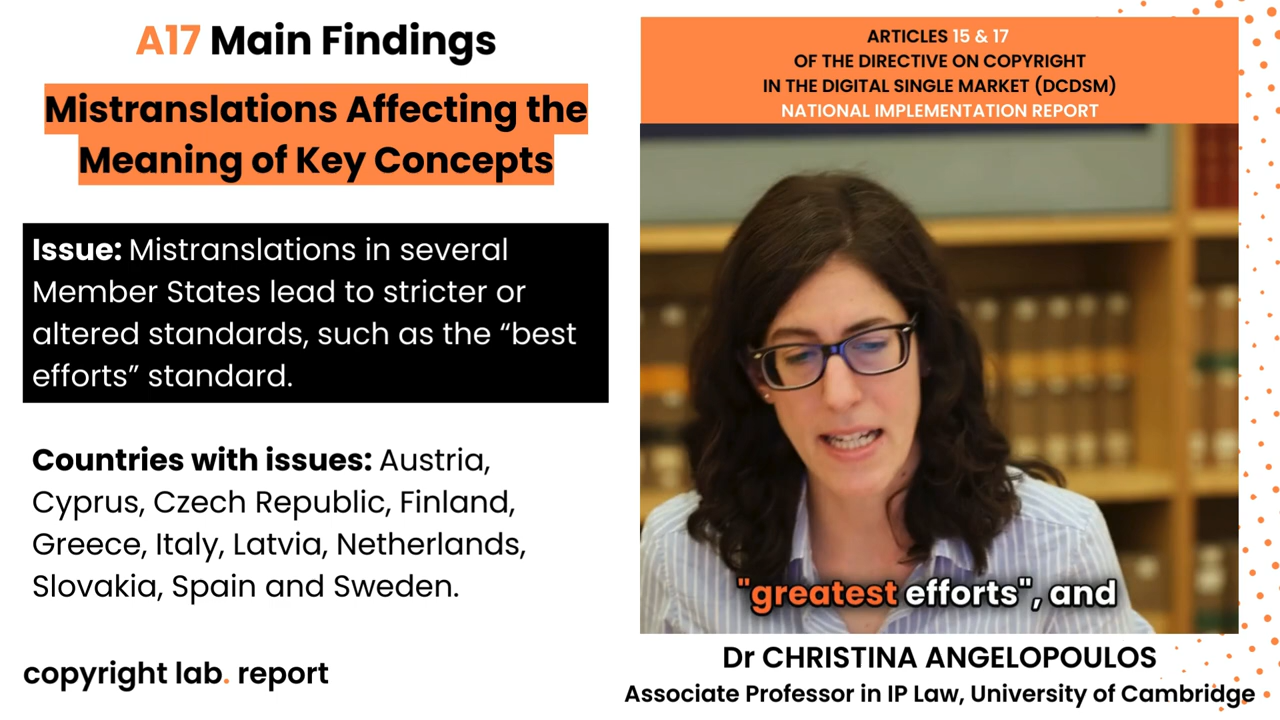 A17 Main Findings
Mistranslations Affecting the
Meaning of Key Concepts
Issue: Mistranslations in several
Member States lead to stricter or
altered standards, such as the “best
efforts” standard.
Countries with issues: Austria,
Cyprus, Czech Republic, Finland,
Greece, Italy, Latvia, Netherlands,
Slovakia, Spain and Sweden.
copyright lab. report
ARTICLES 15 & 17
OF THE DIRECTIVE ON COPYRIGHT
IN THE DIGITAL SINGLE MARKET (DCDSM)
NATIONAL IMPLEMENTATION REPORT
"greatest efforts", and
Dr CHRISTINA ANGELOPOULOS
Associate Professor in IP Law, University of Cambridge